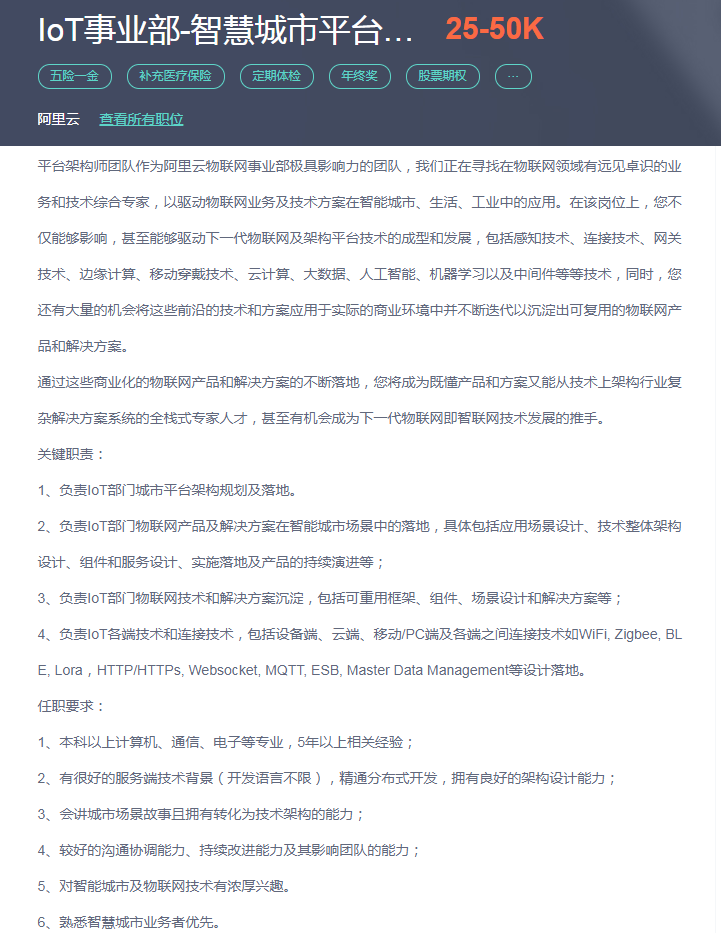 IoT事业部-智慧城市平台...
25-50K
五险一金
补充医疗保险
定期体检
年终奖
股票期权
...
阿里云
查看所有职位
平台架构师团队作为阿里云物联网事业部极具影响力的团队，我们正在寻找在物联网领域有远见卓识的业
务和技术综合专家，以驱动物联网业务及技术方案在智能城市、生活、工业中的应用。在该岗位上，您不
仅能够影响，甚至能够驱动下一代物联网及架构平台技术的成型和发展，包括感知技术、连接技术、网关
技术、边缘计算、移动穿戴技术、云计算、大数据、人工智能、机器学习以及中间件等等技术，同时，您
还有大量的机会将这些前沿的技术和方案应用于实际的商业环境中并不断迭代以沉淀出可复用的物联网产
品和解决方案。
通过这些商业化的物联网产品和解决方案的不断落地，您将成为既懂产品和方案又能从技术上架构行业复
杂解决方案系统的全栈式专家人才，甚至有机会成为下一代物联网即智联网技术发展的推手。
关键职责：
1、负责IoT部门城市平台架构规划及落地。
2、负责IoT部门物联网产品及解决方案在智能城市场景中的落地，具体包括应用场景设计、技术整体架构
设计、组件和服务设计、实施落地及产品的持续演进等；
3、负责IoT部门物联网技术和解决方案沉淀，包括可重用框架、组件、场景设计和解决方案等；
4、负责IoT各端技术和连接技术，包括设备端、云端、移动/PC端及各端之间连接技术如WiFi, Zigbee, BL
E, Lora，HTTP/HTTPs, Websocket, MQTT, ESB, Master Data Management等设计落地。
任职要求：
1、本科以上计算机、通信、电子等专业，5年以上相关经验；
2、有很好的服务端技术背景（开发语言不限），精通分布式开发，拥有良好的架构设计能力；
3、会讲城市场景故事且拥有转化为技术架构的能力；
4、较好的沟通协调能力、持续改进能力及其影响团队的能力；
5、对智能城市及物联网技术有浓厚兴趣。
6、熟悉智慧城市业务者优先。